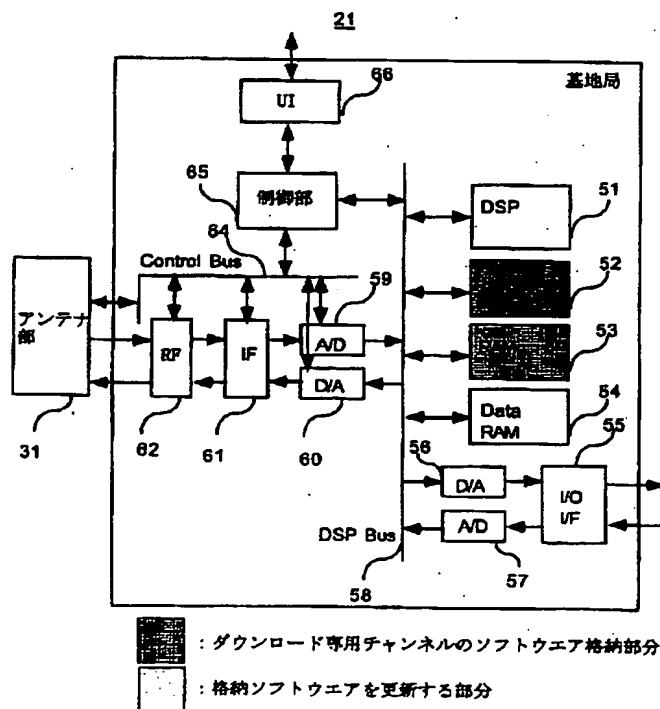 21
基地局
UI
66
65
制御部
64
Control Bus
DSP
51
52
59
アンテナ部
RF
IF
A/D
D/A
53
Data RAM
54
31
62
61
60
56
55
D/A
I/O I/F
A/D
DSP Bus
57
58
:ダウンロード専用チャンネルのソフトウエア格納部分
:格納ソフトウエアを更新する部分